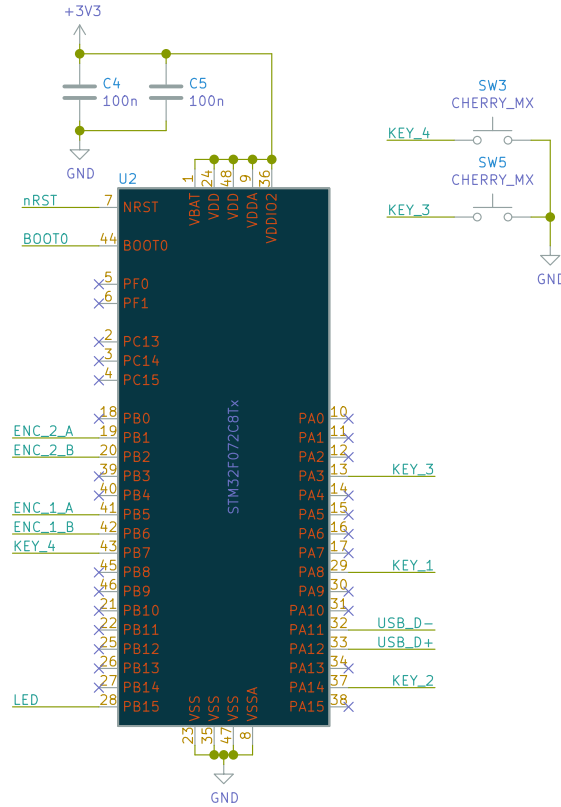 +3V3
C4
100n
C5
100n
GND
SW3
CHERRY_MX
KEY_4
SW5
CHERRY_MX
KEY_3
GND
U2
1 24 48 9 36
VBAT VDD VDD VDDA VDDIO2
nRST 7 NRST
BOOT0 44 BOOT0
5 PF0
6 PF1
2 PC13
3 PC14
4 PC15
STM32F072C8Tx
18 PB0 PA0 10
ENC_2_A 19 PB1 PA1 11
ENC_2_B 20 PB2 PA2 12
39 PB3 PA3 13 KEY_3
40 PB4 PA4 14
ENC_1_A 41 PB5 PA5 15
ENC_1_B 42 PB6 PA6 16
KEY_4 43 PB7 PA7 17
45 PB8 PA8 29 KEY_1
46 PB9 PA9 30
21 PB10 PA10 31
22 PB11 PA11 32 USB_D-
25 PB12 PA12 33 USB_D+
26 PB13 PA13 34
27 PB14 PA14 37 KEY_2
LED 28 PB15 PA15 38
VSS VSS VSS VSSA
23 35 47 8
GND